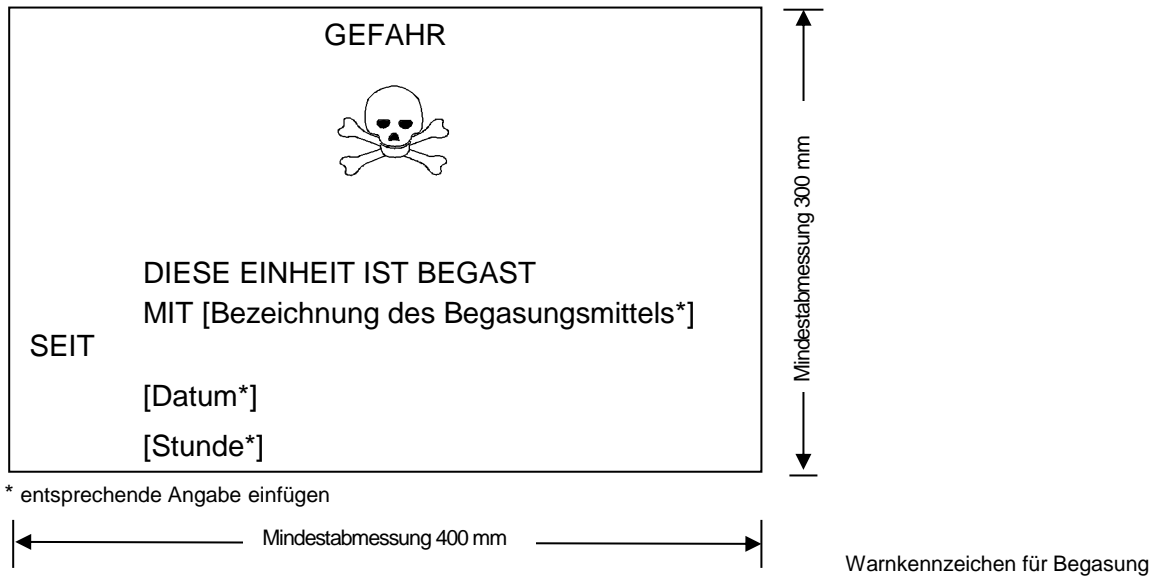 GEFAHR
DIESE EINHEIT IST BEGAST
MIT [Bezeichnung des Begasungsmittels*]
SEIT
[Datum*]
[Stunde*]
* entsprechende Angabe einfügen
Mindestabmessung 400 mm
Mindestabmessung 300 mm
Warnkennzeichen für Begasung